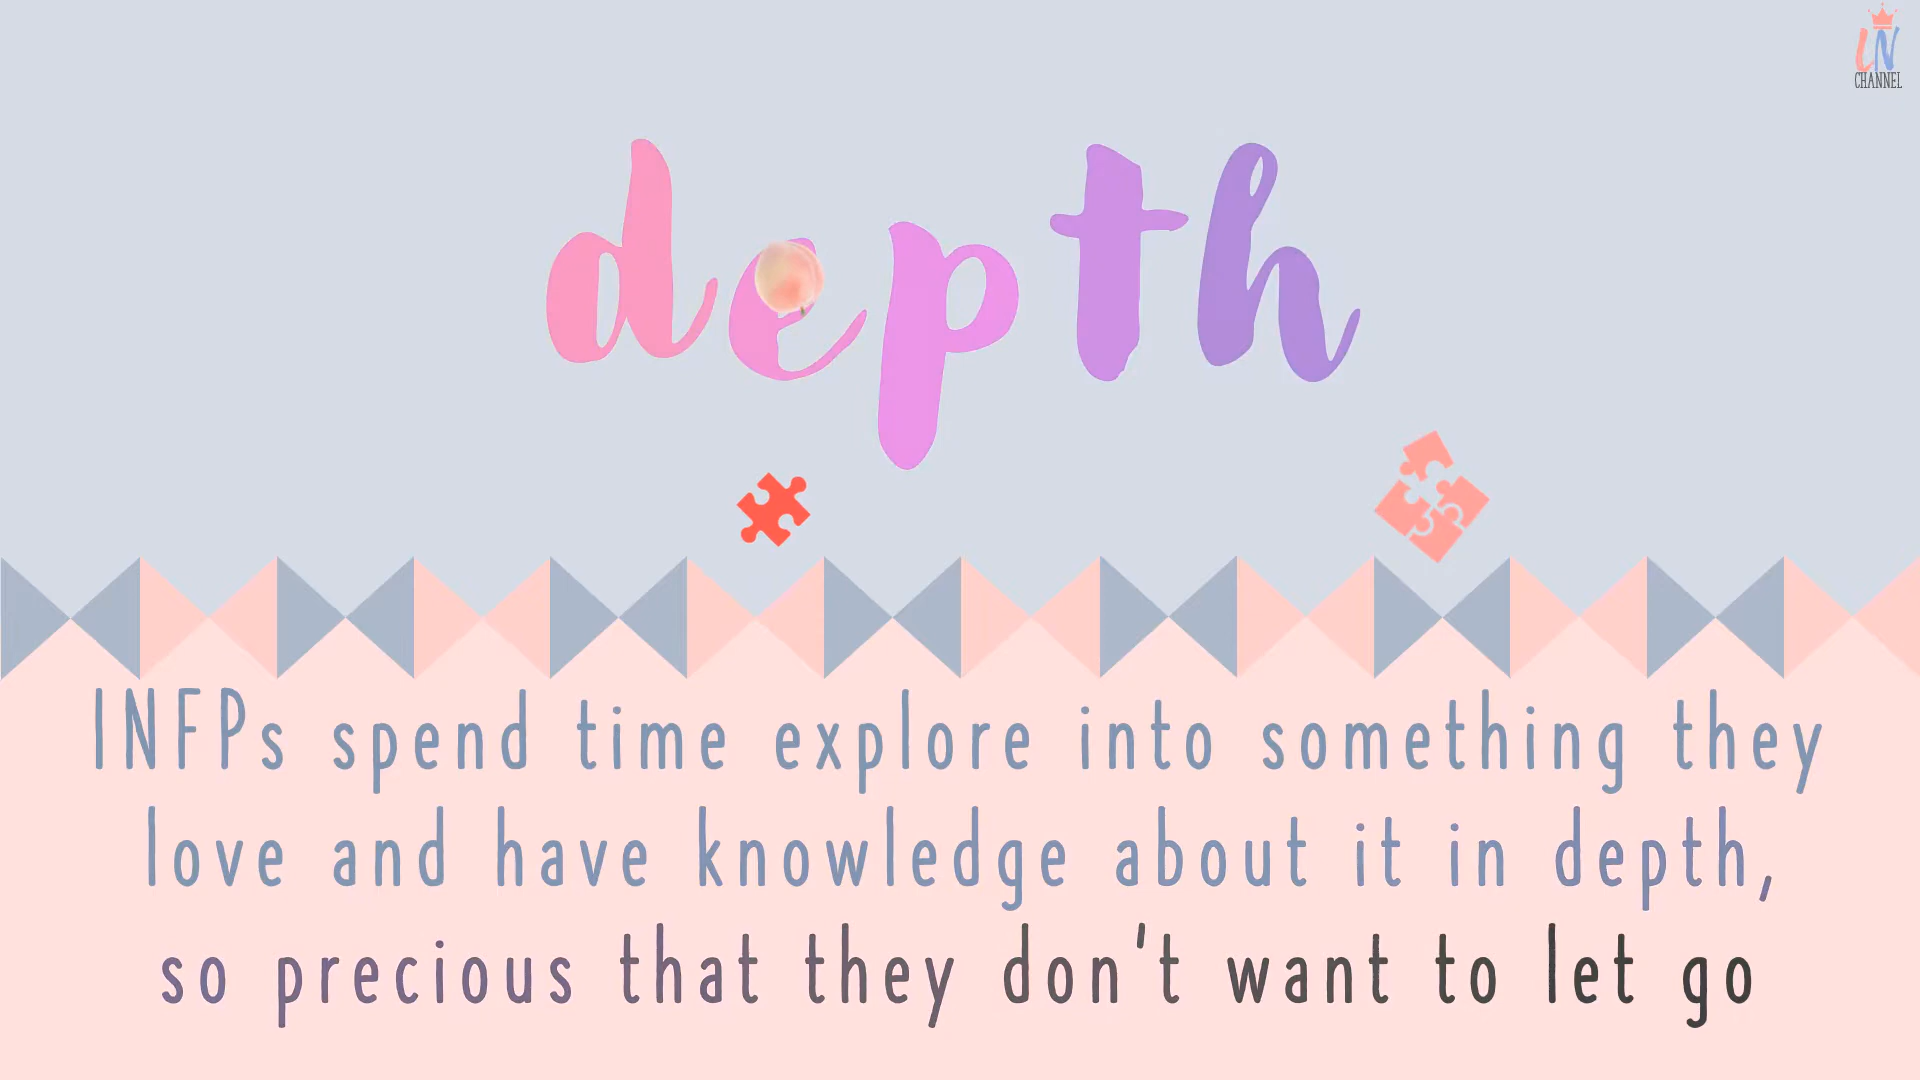 LN
CHANNEL
depth
INFPs spend time explore into something they
love and have knowledge about it in depth,
so precious that they don't want to let go